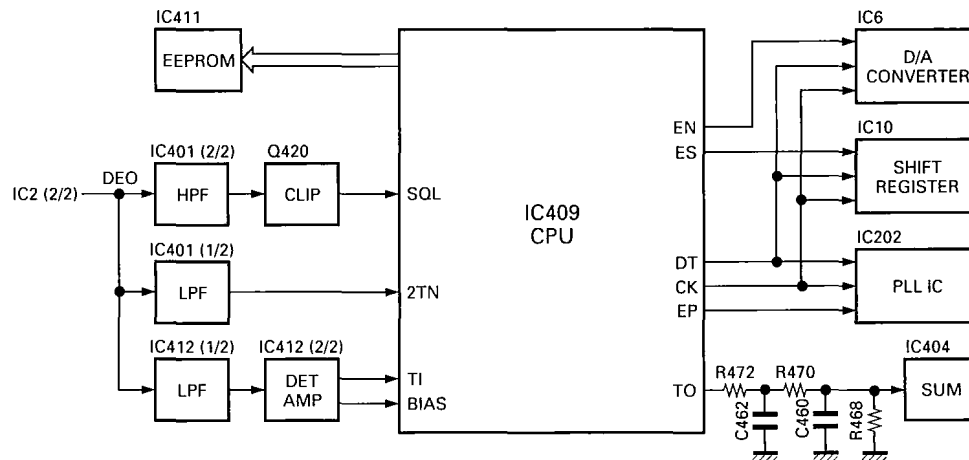 IC411
EEPROM
IC2 (2/2)
DEO
IC401 (2/2)
HPF
Q420
CLIP
SQL
IC401 (1/2)
LPF
2TN
IC412 (1/2)
LPF
IC412 (2/2)
DET
AMP
TI
BIAS
IC409
CPU
EN
ES
DT
CK
EP
TO
IC6
D/A
CONVERTER
IC10
SHIFT
REGISTER
IC202
PLL IC
IC404
SUM
R472
R470
C462
C460
R468